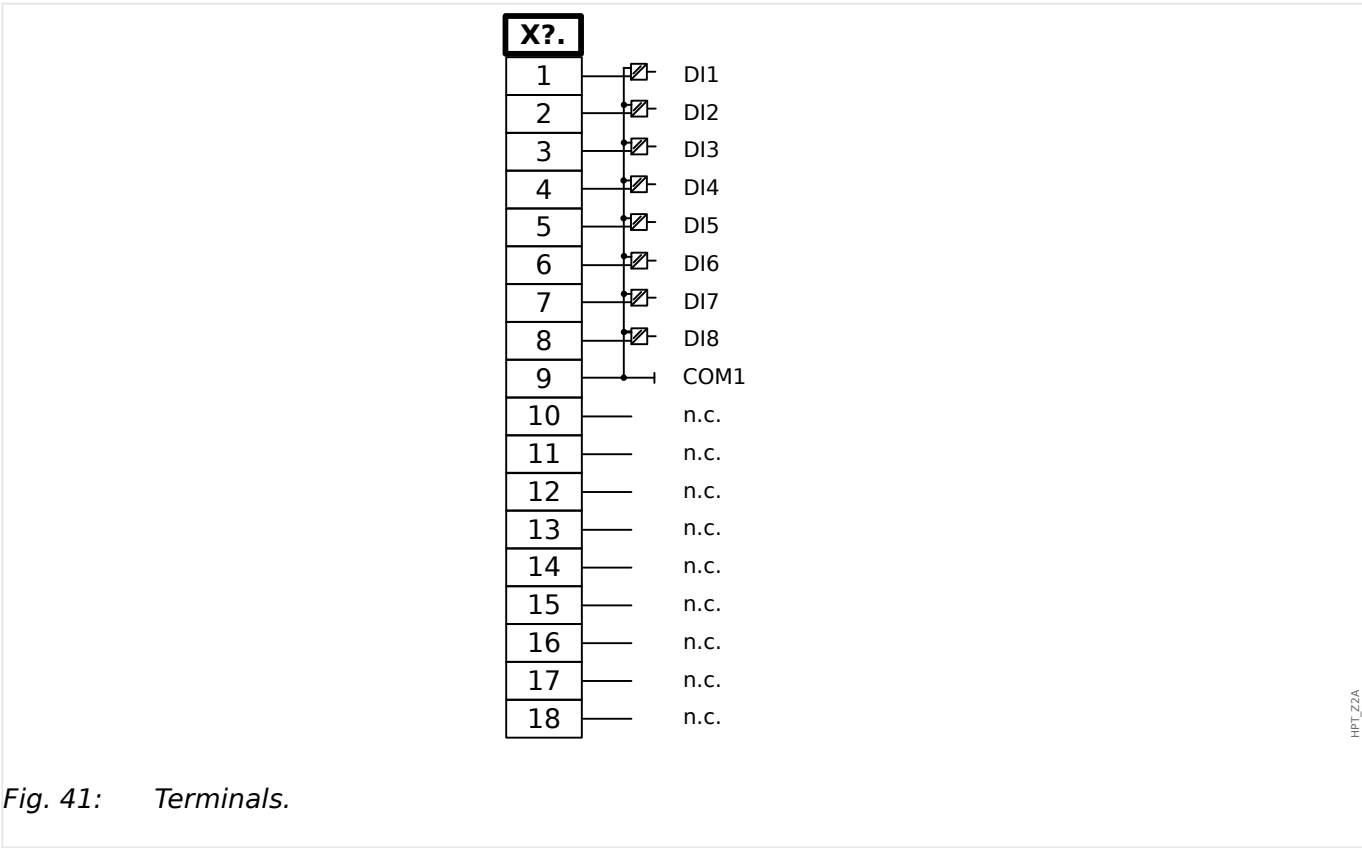 X?.
1 DI1
2 DI2
3 DI3
4 DI4
5 DI5
6 DI6
7 DI7
8 DI8
9 COM1
10 n.c.
11 n.c.
12 n.c.
13 n.c.
14 n.c.
15 n.c.
16 n.c.
17 n.c.
18 n.c.
HPT_Z2A
Fig. 41: Terminals.